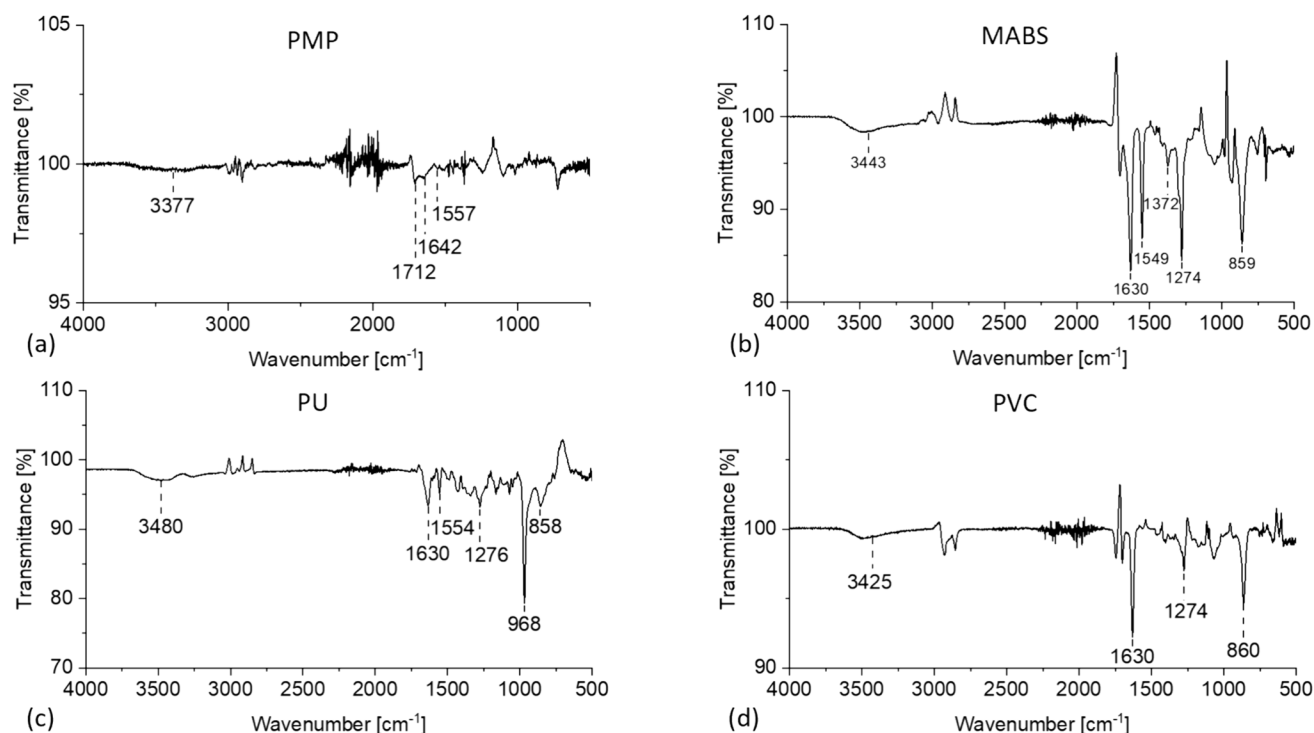 PMP
105
100
95
Transmittance [%]
3377
1557
1642
1712
4000 3000 2000 1000
Wavenumber [cm⁻¹]
(a)
MABS
110
100
90
80
Transmittance [%]
3443
1372
1549
1274
859
1630
4000 3500 3000 2500 2000 1500 1000 500
Wavenumber [cm⁻¹]
(b)
PU
110
100
90
80
70
Transmittance [%]
3480
1554
858
1630
1276
968
4000 3500 3000 2500 2000 1500 1000 500
Wavenumber [cm⁻¹]
(c)
PVC
110
100
90
Transmittance [%]
3425
1274
1630
860
4000 3500 3000 2500 2000 1500 1000 500
Wavenumber [cm⁻¹]
(d)